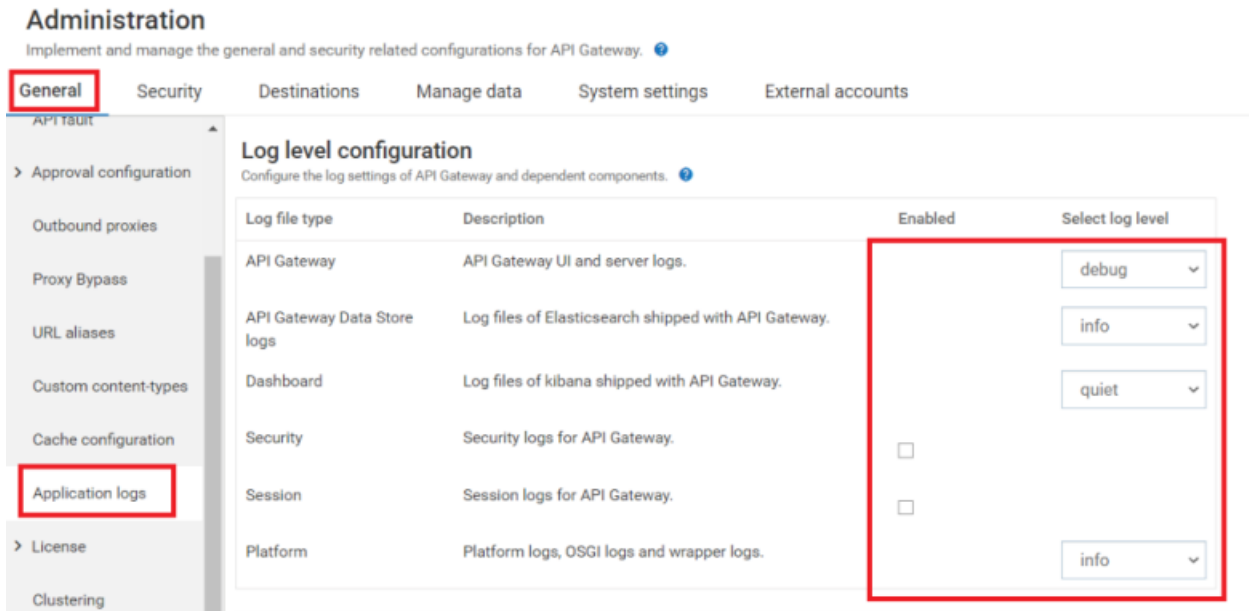 Administration
Implement and manage the general and security related configurations for API Gateway. ?
General Security Destinations Manage data System settings External accounts
API fault
> Approval configuration
Outbound proxies
Proxy Bypass
URL aliases
Custom content-types
Cache configuration
Application logs
> License
Clustering
Log level configuration
Configure the log settings of API Gateway and dependent components. ?
Log file type Description Enabled Select log level
API Gateway API Gateway UI and server logs. debug
API Gateway Data Store Log files of Elasticsearch shipped with API Gateway. info
logs
Dashboard Log files of kibana shipped with API Gateway. quiet
Security Security logs for API Gateway.
Session Session logs for API Gateway.
Platform Platform logs, OSGI logs and wrapper logs. info